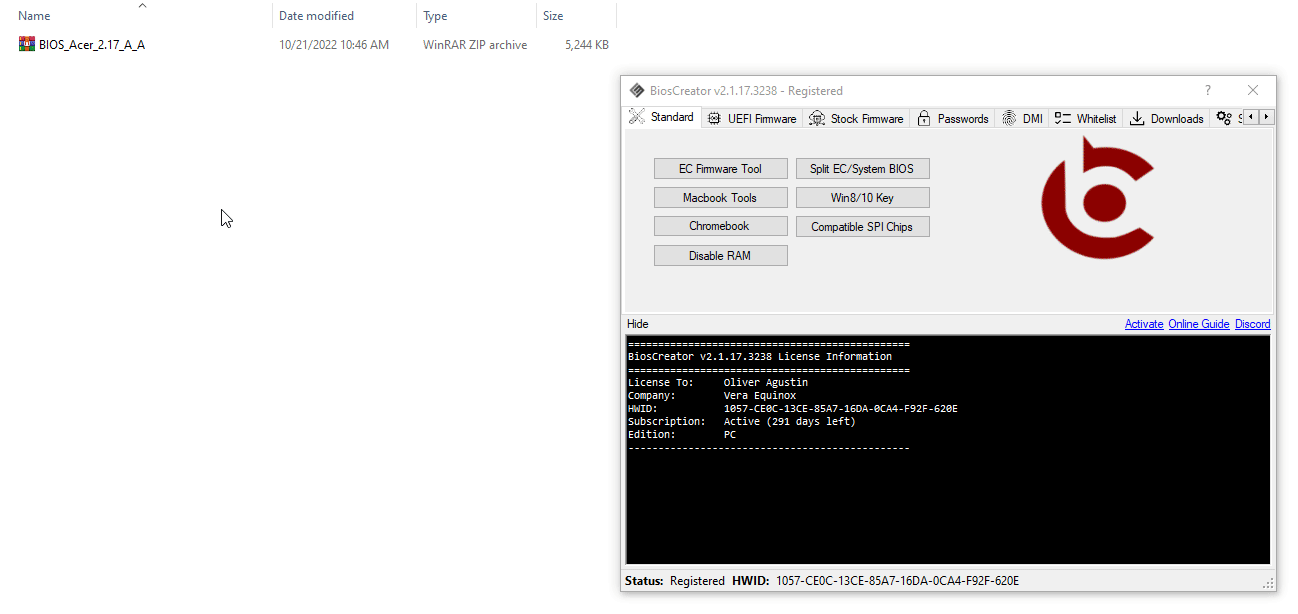 Name Date modified Type Size
BIOS_Acer_2.17_A_A 10/21/2022 10:46 AM WinRAR ZIP archive 5,244 KB
BiosCreator v2.1.17.3238 - Registered ?
Standard UEFI Firmware Stock Firmware Passwords DMI Whitelist Downloads
EC Firmware Tool Split EC/System BIOS
Macbook Tools Win8/10 Key
Chromebook Compatible SPI Chips
Disable RAM
Hide Activate Online Guide Discord
===============================================
BiosCreator v2.1.17.3238 License Information
===============================================
License To: Oliver Agustin
Company: Vera Equinox
HWID: 1057-CE0C-13CE-85A7-16DA-0CA4-F92F-620E
Subscription: Active (291 days left)
Edition: PC
-----------------------------------------------
Status: Registered HWID: 1057-CE0C-13CE-85A7-16DA-0CA4-F92F-620E